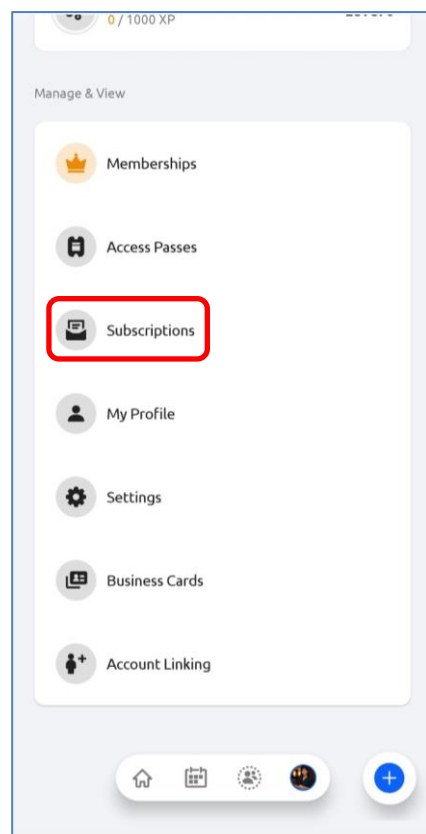 0 / 1000 XP
Manage & View
Memberships
Access Passes
Subscriptions
My Profile
Settings
Business Cards
Account Linking